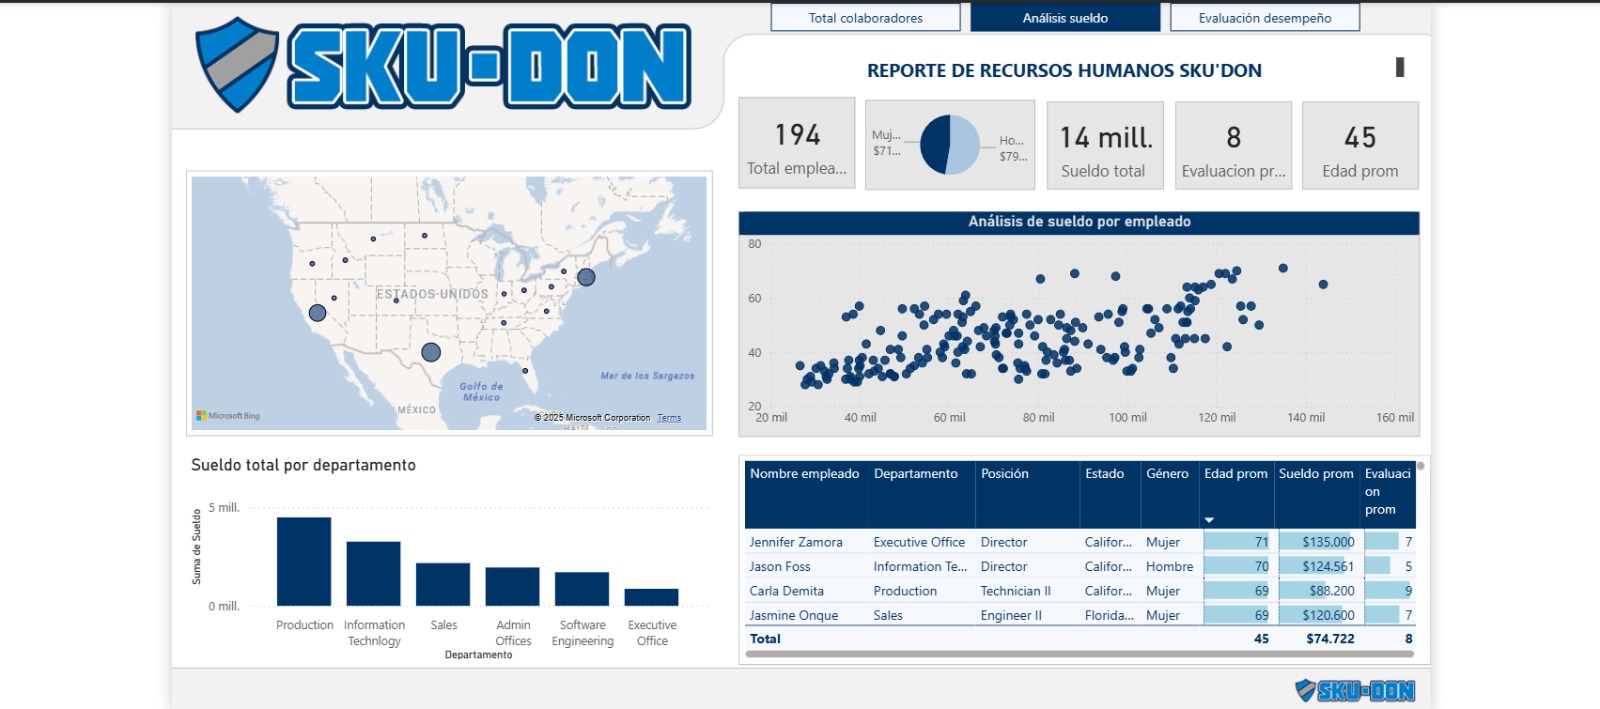 SKU-DON
Total colaboradores
Análisis sueldo
Evaluación desempeño
REPORTE DE RECURSOS HUMANOS SKU'DON
194
Total emplea...
Muj...
$71...
Ho...
$79...
14 mill.
Sueldo total
8
Evaluacion pr...
45
Edad prom
ESTADOS UNIDOS
MÉXICO
Golfo de
México
Mar de los Sargazos
HAITÍ
Microsoft Bing
© 2025 Microsoft Corporation Terms
Análisis de sueldo por empleado
80
60
40
20
20 mil 40 mil 60 mil 80 mil 100 mil 120 mil 140 mil 160 mil
Sueldo total por departamento
Suma de Sueldo
5 mill.
0 mill.
Production
Information
Technlogy
Sales
Admin
Offices
Software
Engineering
Executive
Office
Departamento
Nombre empleado Departamento Posición Estado Género Edad prom Sueldo prom Evaluaci
on
prom
Jennifer Zamora Executive Office Director Califor... Mujer 71 $135.000 7
Jason Foss Information Te... Director Califor... Hombre 70 $124.561 5
Carla Demita Production Technician II Califor... Mujer 69 $88.200 9
Jasmine Onque Sales Engineer II Florida... Mujer 69 $120.600 7
Total 45 $74.722 8
SKU-DON